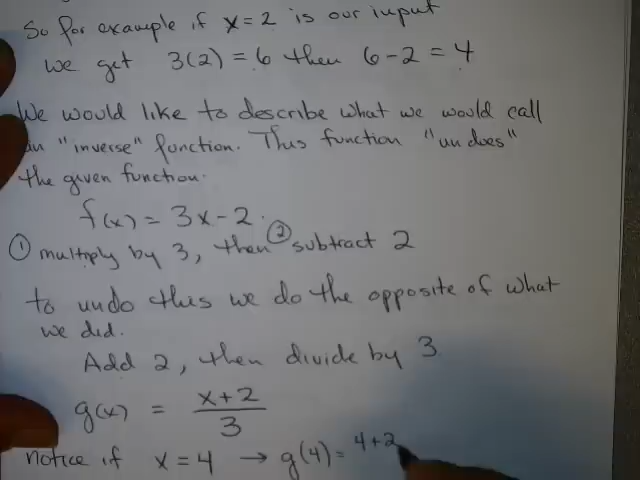 So for example if x = 2 is our input
we get 3(2) = 6 then 6 - 2 = 4
We would like to describe what we would call
an "inverse" function. This function "undoes"
the given function.
f(x) = 3x - 2.
① multiply by 3, then ② subtract 2
to undo this we do the opposite of what
we did.
Add 2, then divide by 3
g(x) = \frac{x+2}{3}
notice if x = 4 → g(4) = 4+2